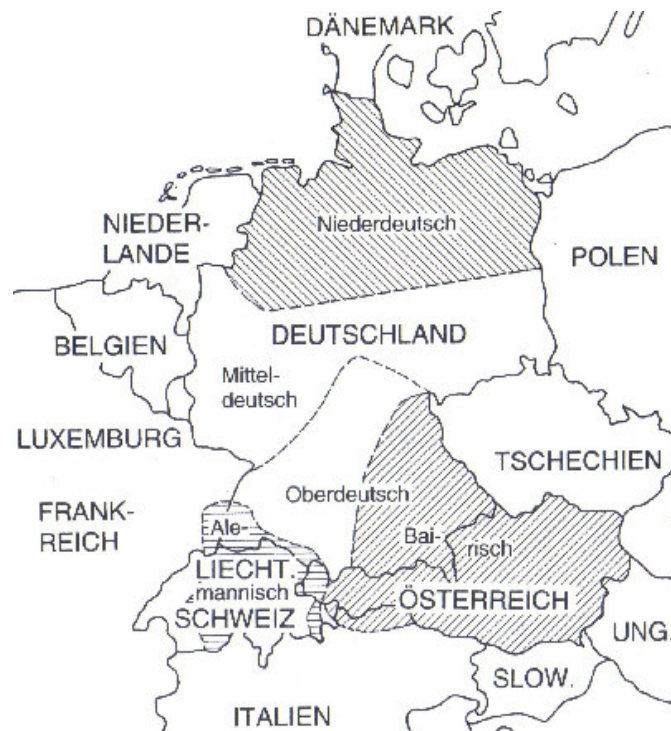 DÄNEMARK
Niederdeutsch
NIEDER-
LANDE
POLEN
DEUTSCHLAND
BELGIEN
Mittel-
deutsch
LUXEMBURG
TSCHECHIEN
Oberdeutsch
FRANK-
REICH
Ale-
Bai-
risch
LIECHT.
mannisch
SCHWEIZ
ÖSTERREICH
UNG.
SLOW.
ITALIEN